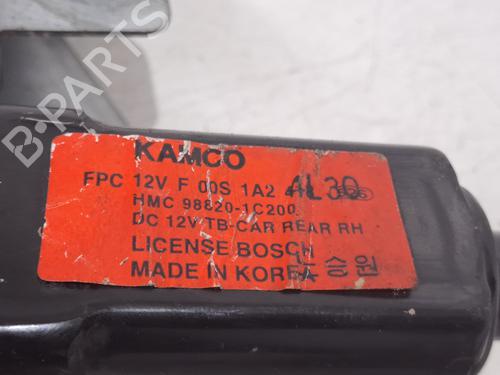 B-PARTS
KAMCO
FPC 12V F 00S 1A2
AL30
HMC 98820-1C200
DC 12V TB-CAR REAR RH
LICENSE BOSCH
MADE IN KOREA